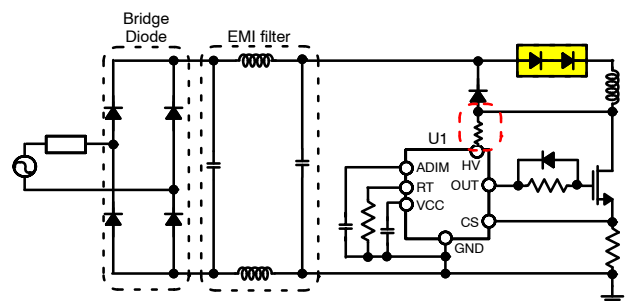 Bridge
Diode
EMI filter
U1
HV
ADIM
RT
OUT
VCC
CS
GND